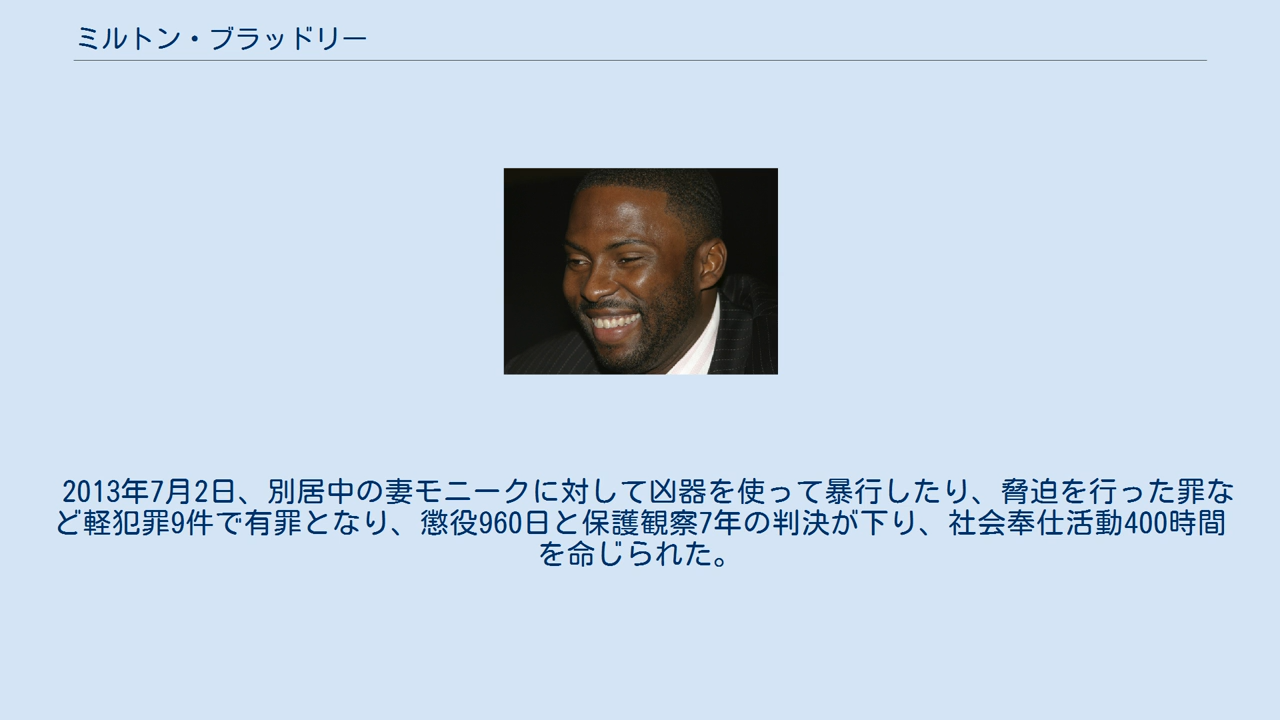 ミルトン・ブラッドリー
2013年7月2日、別居中の妻モニークに対して凶器を使って暴行したり、脅迫を行った罪な
ど軽犯罪9件で有罪となり、懲役960日と保護観察7年の判決が下り、社会奉仕活動400時間
を命じられた。